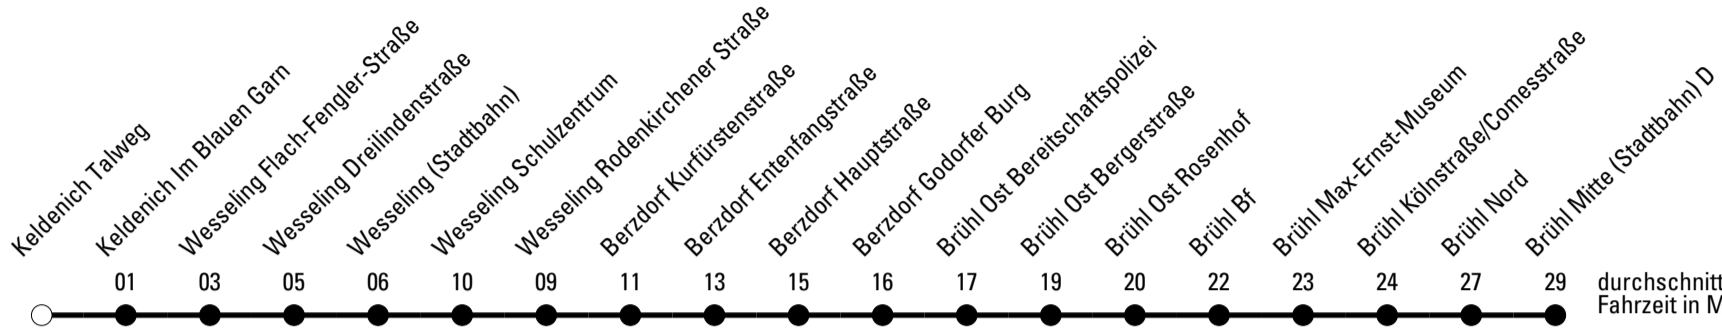 Keldenich Talweg
Keldenich Im Blauen Garn
Wesseling Flach-Fengler-Straße
Wesseling Dreilindenstraße
Wesseling (Stadtbahn)
Wesseling Schulzentrum
Wesseling Rodenkirchener Straße
Berzdorf Kurfürstenstraße
Berzdorf Entenfangstraße
Berzdorf Hauptstraße
Berzdorf Godorfer Burg
Brühl Ost Bereitschaftspolizei
Brühl Ost Bergerstraße
Brühl Ost Rosenhof
Brühl Bf
Brühl Max-Ernst-Museum
Brühl Kölnstraße/Comesstraße
Brühl Nord
Brühl Mitte (Stadtbahn) D
01 03 05 06 10 09 11 13 15 16 17 19 20 22 23 24 27 29 durchschnitt
Fahrzeit in M